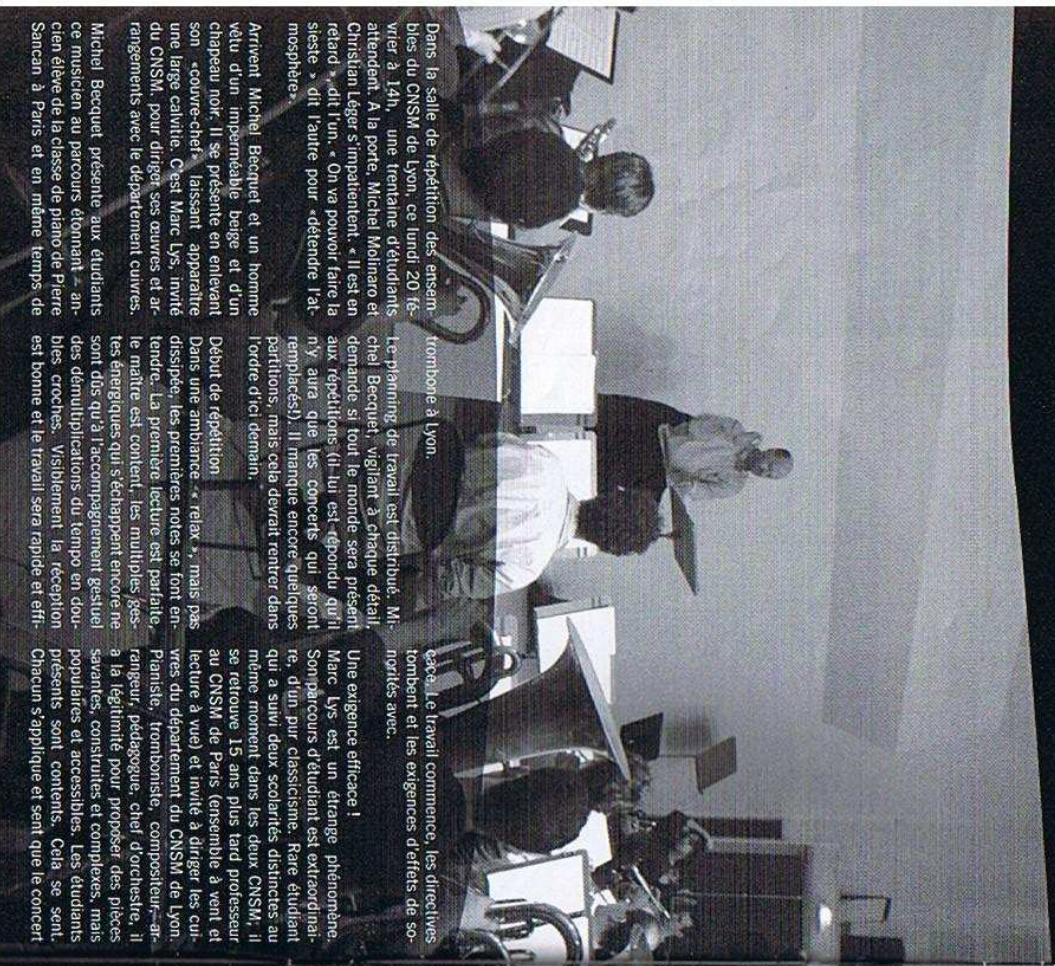 Dans la salle de répétition des ensem
bles du CNSM de Lyon, ce lundi 20 fé-
vrier à 14h, une trentaine d'étudiants
attendent. A la porte, Michel Molinaro et
Christian Léger s'impatientent. « Il est en
retard » dit l'un. « On va pouvoir faire la
sieste » dit l'autre pour «détendre l'at-
mosphère».
Arrivent Michel Becquet et un homme
vêtu d'un imperméable beige et d'un
chapeau noir. Il se présente en enlevant
son «couvre-chef» laissant apparaître
une large calvitie. C'est Marc Lys, invité
du CNSM, pour diriger ses œuvres et ar-
rangements avec le département cuivres.
Michel Becquet présente aux étudiants
ce musicien au parcours étonnant - an-
cien élève de la classe de piano de Pierre
Sancan à Paris et en même temps de
trombone à Lyon.
Le planning de travail est distribué. Mi-
chel Becquet, vigilant à chaque détail
demande si tout le monde sera présent
aux répétitions (il lui est répondu qu'il
n'y aura que les concerts qui seront
remplacés!) Il manque encore quelques
partitions, mais cela devrait rentrer dans
l'ordre d'ici demain.
Début de répétition
Dans une ambiance « relax », mais pas
dissipée, les premières notes se font en-
tendre. La première lecture est parfaite,
le maître est content, les multiples ges-
tes énergiques qui s'échappent encore ne
sont dûs qu'à l'accompagnement gestuel
des démultiplications du tempo en dou-
bles croches. Visiblement la réception
est bonne et le travail sera rapide et effi-
cace. Le travail commence, les directives
tombent et les exigences d'effets de so-
norités avec.
Une exigence efficace !
Marc Lys est un étrange phénomène.
Son parcours d'étudiant est extraordinai-
re, d'un pur classicisme. Rare étudiant
qui a suivi deux scolarités distinctes au
même moment dans les deux CNSM, il
se retrouve 15 ans plus tard professeur
au CNSM de Paris (ensemble à vent et
lecture à vue) et invité à diriger les cui-
vres du département du CNSM de Lyon.
Pianiste, tromboniste, compositeur, ar-
rangeur, pédagogue, chef d'orchestre, il
a la légitimité pour proposer des pièces
savantes, construites et complexes, mais
populaires et accessibles. Les étudiants
présents sont contents. Cela se sent.
Chacun s'applique et sent que le concert